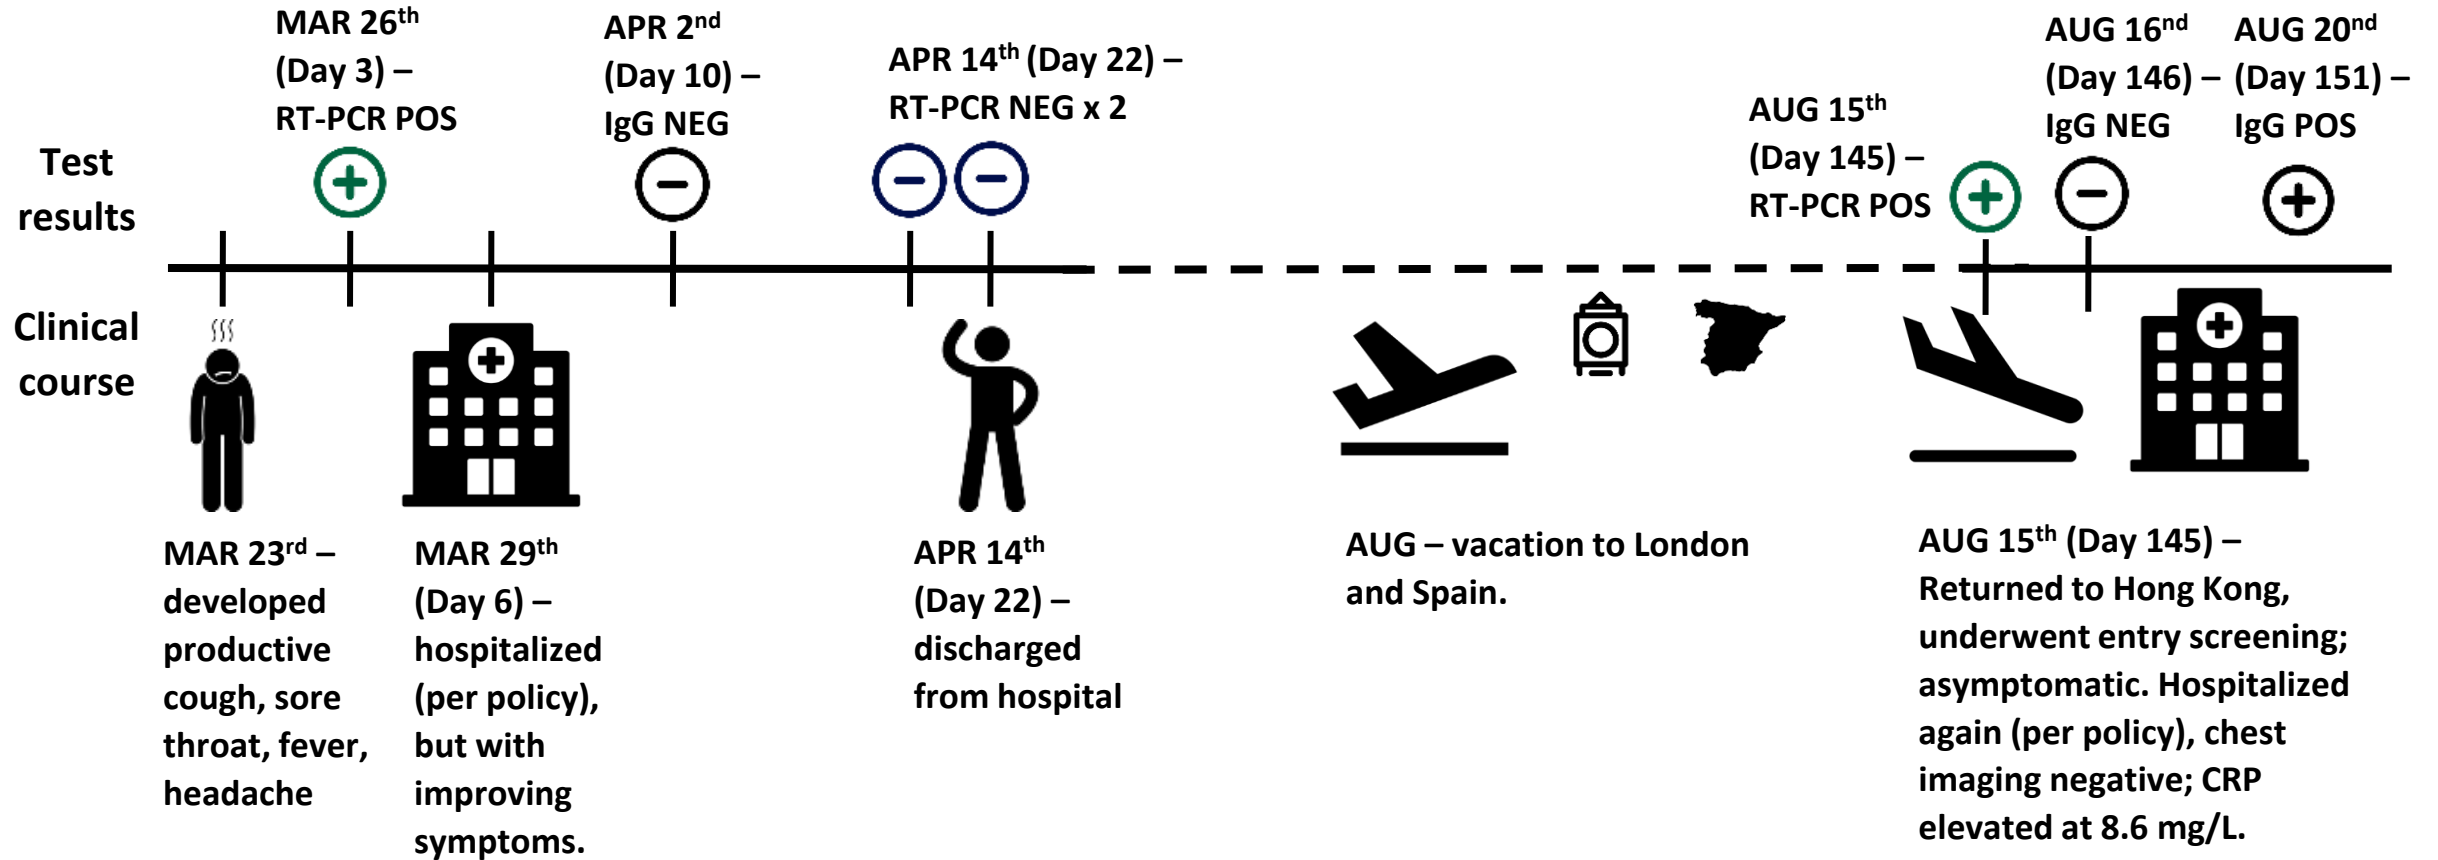 MAR 26th
(Day 3) –
RT-PCR POS
APR 2nd
(Day 10) –
IgG NEG
APR 14th (Day 22) –
RT-PCR NEG x 2
AUG 15th
(Day 145) –
RT-PCR POS
AUG 16nd
(Day 146) –
IgG NEG
AUG 20nd
(Day 151) –
IgG POS
Test
results
Clinical
course
MAR 23rd –
developed
productive
cough, sore
throat, fever,
headache
MAR 29th
(Day 6) –
hospitalized
(per policy),
but with
improving
symptoms.
APR 14th
(Day 22) –
discharged
from hospital
AUG – vacation to London
and Spain.
AUG 15th (Day 145) –
Returned to Hong Kong,
underwent entry screening;
asymptomatic. Hospitalized
again (per policy), chest
imaging negative; CRP
elevated at 8.6 mg/L.